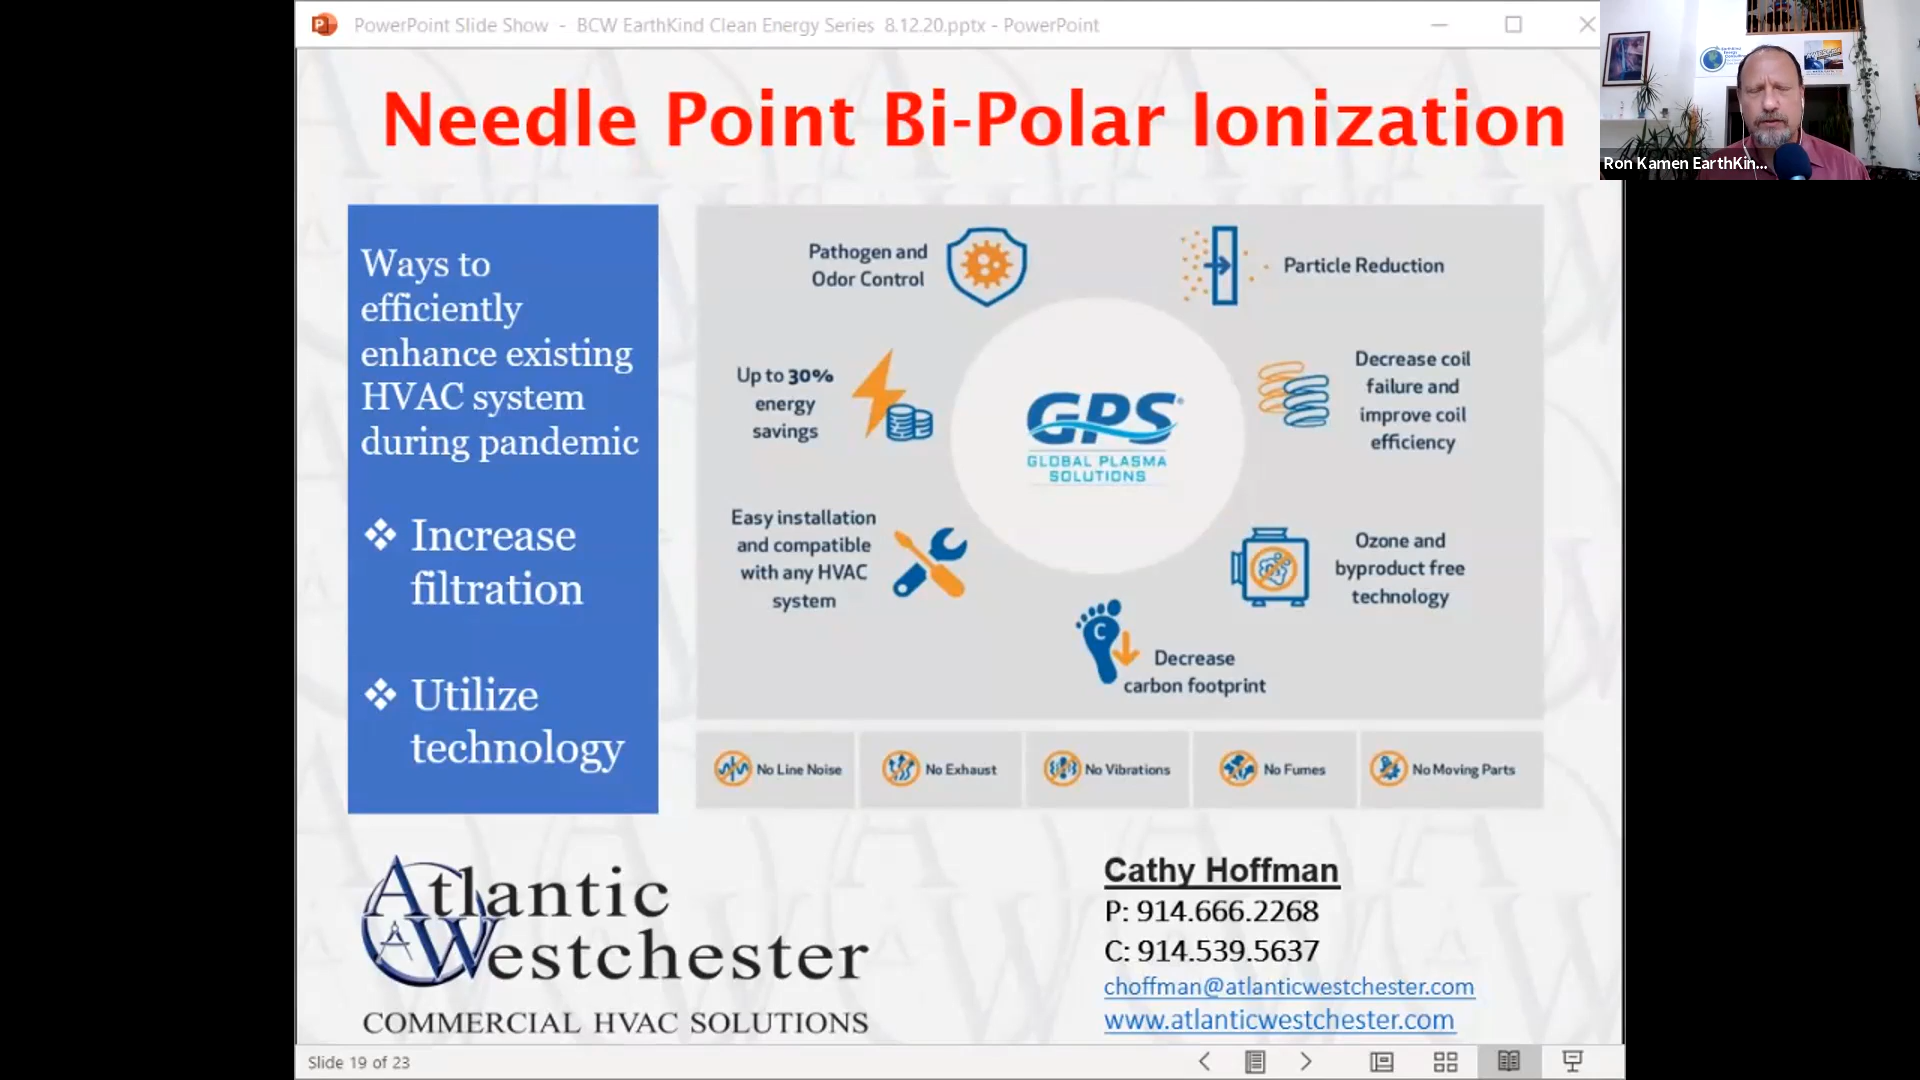 PowerPoint Slide Show - BCW EarthKind Clean Energy Series 8.12.20.pptx - PowerPoint
Needle Point Bi-Polar Ionization
Ron Kamen EarthKin...
Ways to
efficiently
enhance existing
HVAC system
during pandemic
❖ Increase
filtration
❖ Utilize
technology
Pathogen and
Odor Control
Particle Reduction
Up to 30%
energy
savings
GPS®
GLOBAL PLASMA
SOLUTIONS
Decrease coil
failure and
improve coil
efficiency
Easy installation
and compatible
with any HVAC
system
Ozone and
byproduct free
technology
C
Decrease
carbon footprint
No Line Noise
No Exhaust
No Vibrations
No Fumes
No Moving Parts
Atlantic
Westchester
COMMERCIAL HVAC SOLUTIONS
Cathy Hoffman
P: 914.666.2268
C: 914.539.5637
choffman@atlanticwestchester.com
www.atlanticwestchester.com
Slide 19 of 23